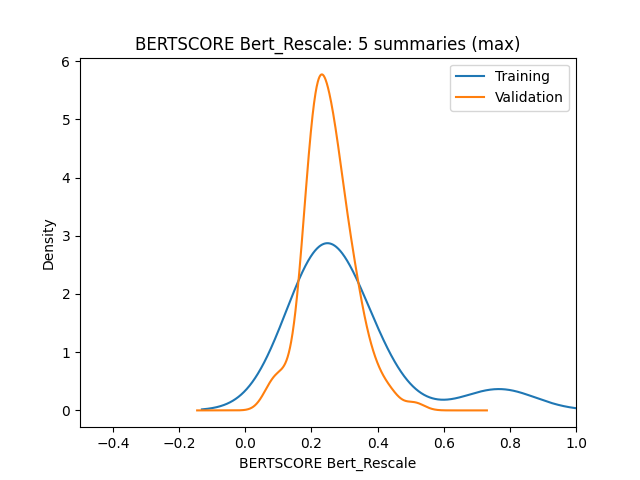 BERTSCORE Bert_Rescale: 5 summaries (max)
Training
Validation
6
5
4
3
2
1
0
Density
−0.4 −0.2 0.0 0.2 0.4 0.6 0.8 1.0
BERTSCORE Bert_Rescale